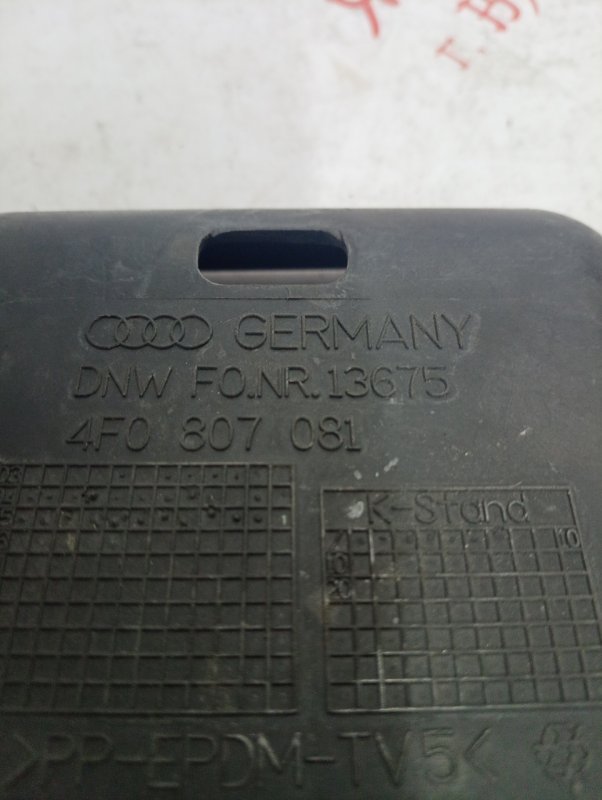 г. В
GERMANY
DNW FO.NR. 13675
4F0 807 081
K-Stand
10
>PP-EPDM-TV5<